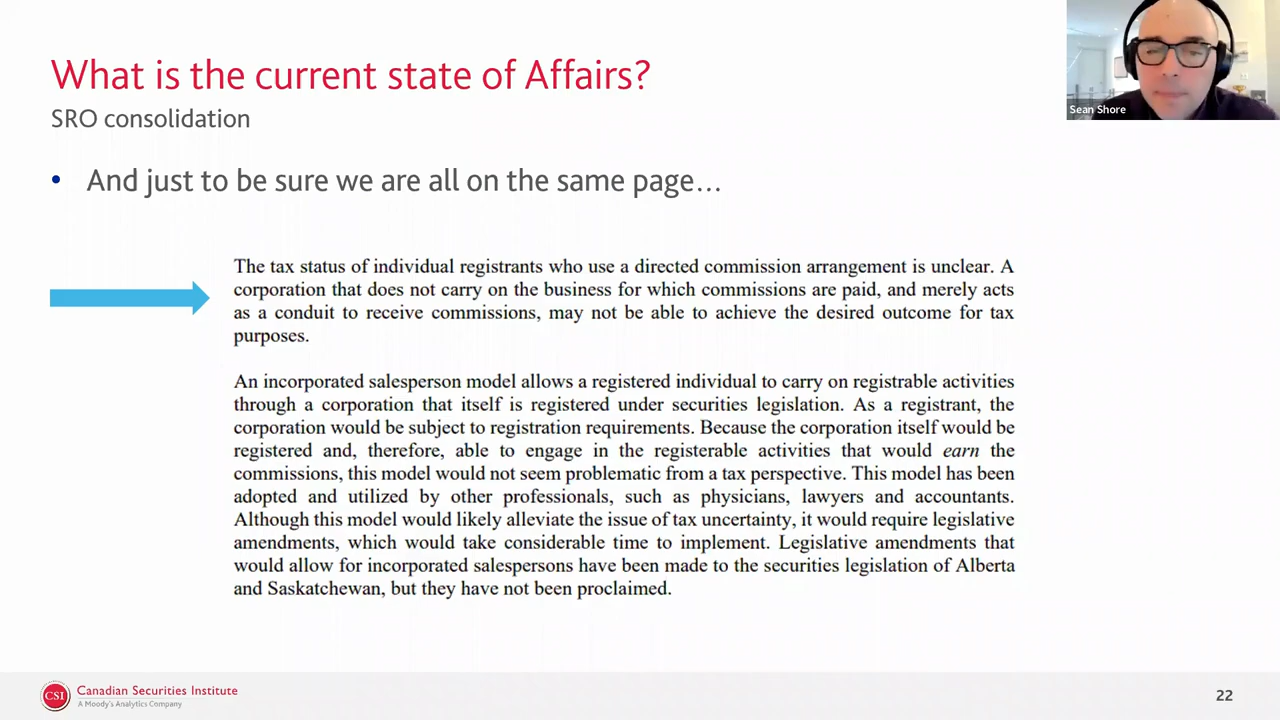 What is the current state of Affairs?
SRO consolidation
Sean Shore
• And just to be sure we are all on the same page…
The tax status of individual registrants who use a directed commission arrangement is unclear. A
corporation that does not carry on the business for which commissions are paid, and merely acts
as a conduit to receive commissions, may not be able to achieve the desired outcome for tax
purposes.
An incorporated salesperson model allows a registered individual to carry on registrable activities
through a corporation that itself is registered under securities legislation. As a registrant, the
corporation would be subject to registration requirements. Because the corporation itself would be
registered and, therefore, able to engage in the registerable activities that would earn the
commissions, this model would not seem problematic from a tax perspective. This model has been
adopted and utilized by other professionals, such as physicians, lawyers and accountants.
Although this model would likely alleviate the issue of tax uncertainty, it would require legislative
amendments, which would take considerable time to implement. Legislative amendments that
would allow for incorporated salespersons have been made to the securities legislation of Alberta
and Saskatchewan, but they have not been proclaimed.
CSI
Canadian Securities Institute
A Moody's Analytics Company
22